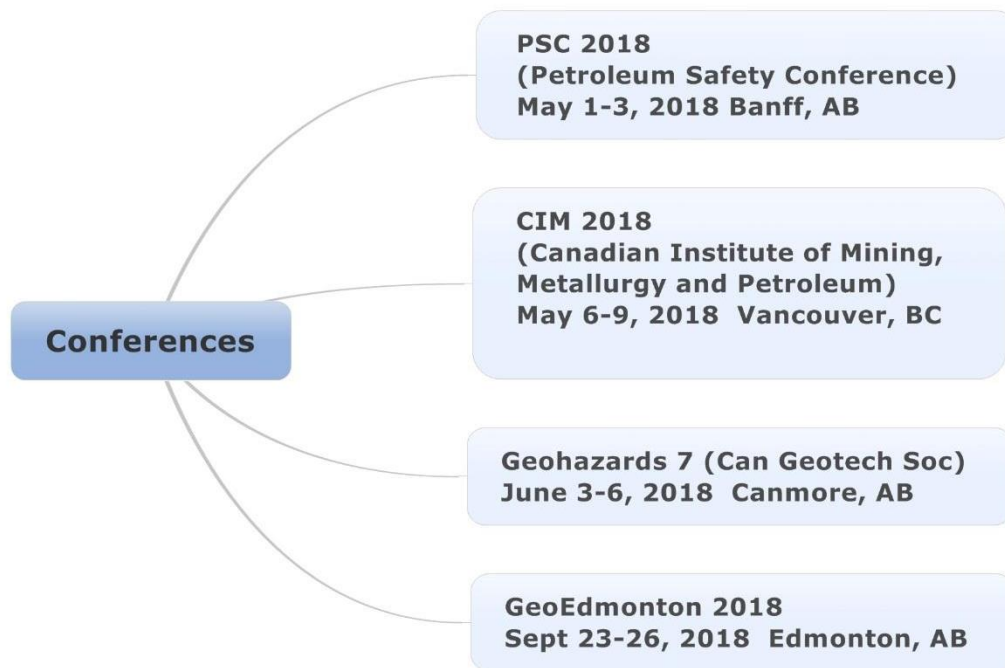 PSC 2018
(Petroleum Safety Conference)
May 1-3, 2018 Banff, AB
CIM 2018
(Canadian Institute of Mining,
Metallurgy and Petroleum)
May 6-9, 2018  Vancouver, BC
Conferences
Geohazards 7 (Can Geotech Soc)
June 3-6, 2018  Canmore, AB
GeoEdmonton 2018
Sept 23-26, 2018  Edmonton, AB